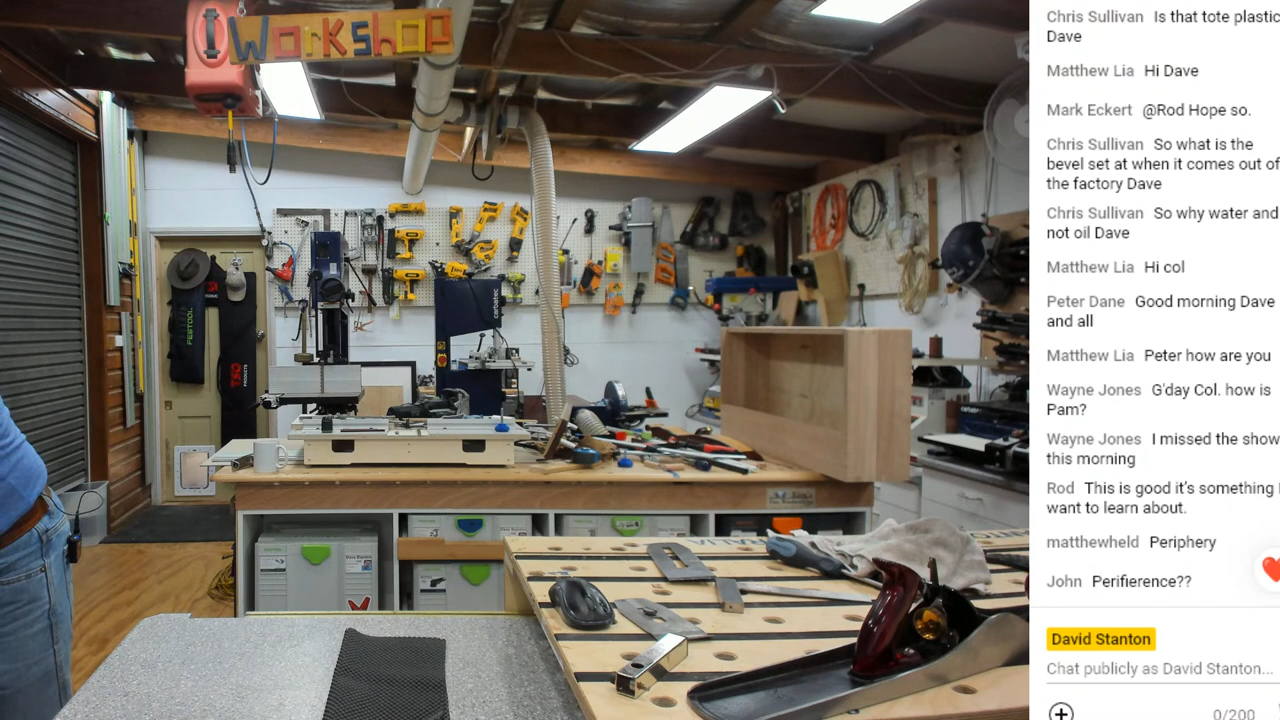 WorkShop
FESTOOL
TSO
PRODUCTS
carbatec
Chris Sullivan Is that tote plastic
Dave
Matthew Lia Hi Dave
Mark Eckert @Rod Hope so.
Chris Sullivan So what is the
bevel set at when it comes out of
the factory Dave
Chris Sullivan So why water and
not oil Dave
Matthew Lia Hi col
Peter Dane Good morning Dave
and all
Matthew Lia Peter how are you
Wayne Jones G'day Col. how is
Pam?
Wayne Jones I missed the show
this morning
Rod This is good it's something I
want to learn about.
matthewheld Periphery
John Perifierence??
David Stanton
Chat publicly as David Stanton...
0/200